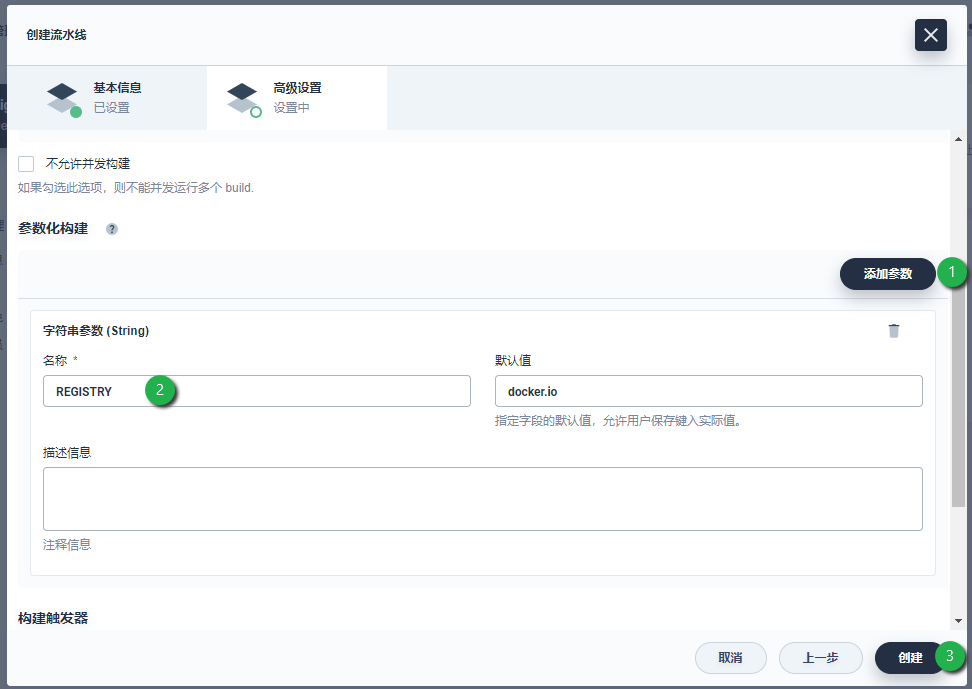 创建流水线
基本信息
已设置
高级设置
设置中
不允许并发构建
如果勾选此选项，则不能并发运行多个 build.
参数化构建 ?
添加参数 1
字符串参数 (String)
名称 *
默认值
REGISTRY 2
docker.io
指定字段的默认值，允许用户保存键入实际值。
描述信息
注释信息
构建触发器
取消 上一步 创建 3